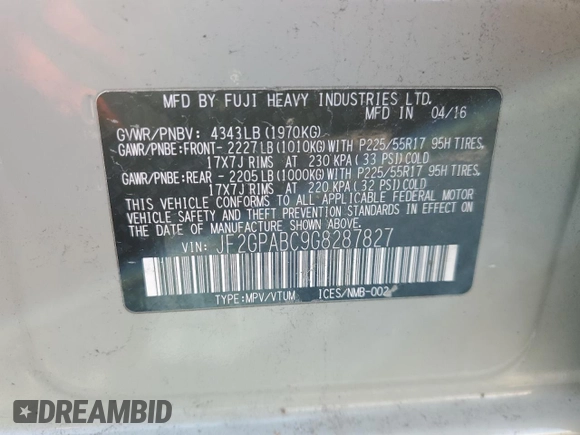 MFD BY FUJI HEAVY INDUSTRIES LTD.
MFD IN 04/16
GVWR/PNBV: 4343LB(1970KG)
GAWR/PNBE:FRONT-2227LB(1010KG)WITH P225/55R17 95H TIRES,
17X7J RIMS AT 230 KPA(33 PSI)COLD
GAWR/PNBE:REAR -2205LB(1000KG)WITH P225/55R17 95H TIRES,
17X7J RIMS AT 220 KPA(32 PSI)COLD
THIS VEHICLE CONFORMS TO ALL APPLICABLE FEDERAL MOTOR
VEHICLE SAFETY AND THEFT PREVENTION STANDARDS IN EFFECT ON
THE DATE OF MANUFACTURE SHOWN ABOVE.
VIN: JF2GPABC9G8287827
TYPE:MPV/VTUM ICES/NMB-002
DREAMBID